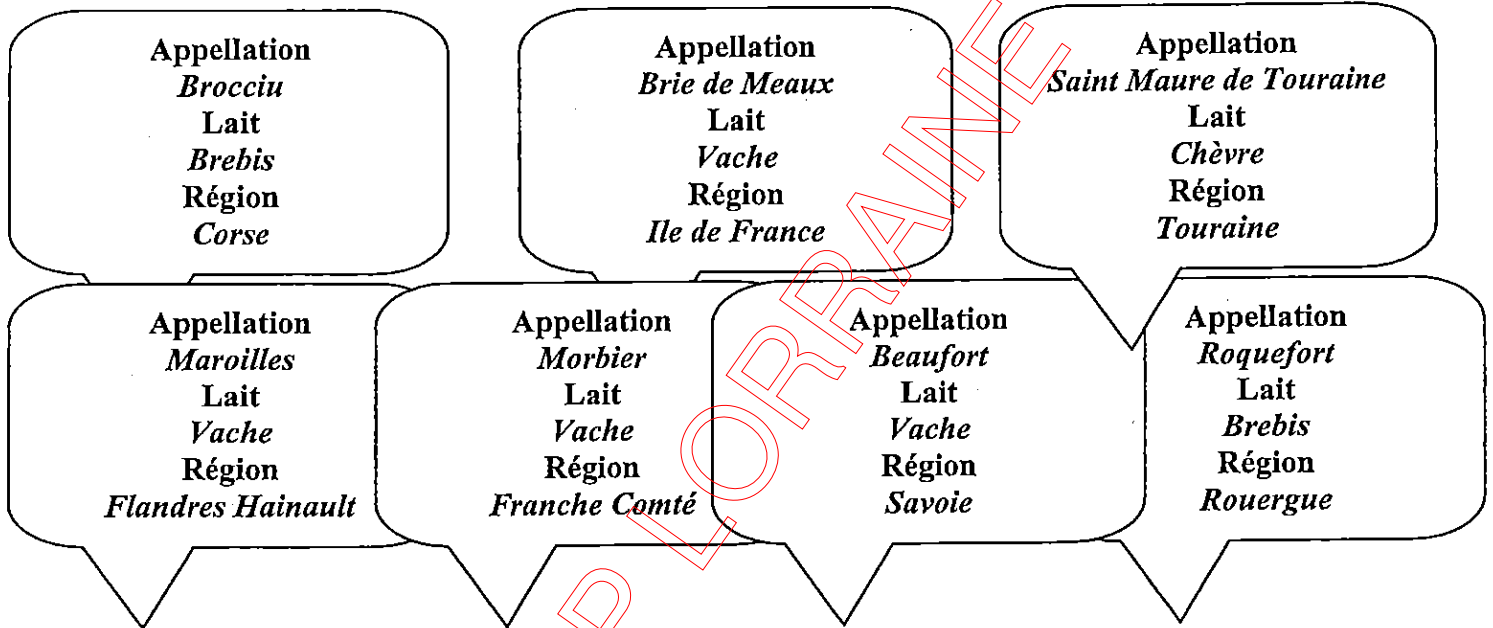 Appellation
Brocciu
Lait
Brebis
Région
Corse
Appellation
Brie de Meaux
Lait
Vache
Région
Ile de France
Appellation
Saint Maure de Touraine
Lait
Chèvre
Région
Touraine
Appellation
Maroilles
Lait
Vache
Région
Flandres Hainault
Appellation
Morbier
Lait
Vache
Région
Franche Comté
Appellation
Beaufort
Lait
Vache
Région
Savoie
Appellation
Roquefort
Lait
Brebis
Région
Rouergue
P LORRAINE